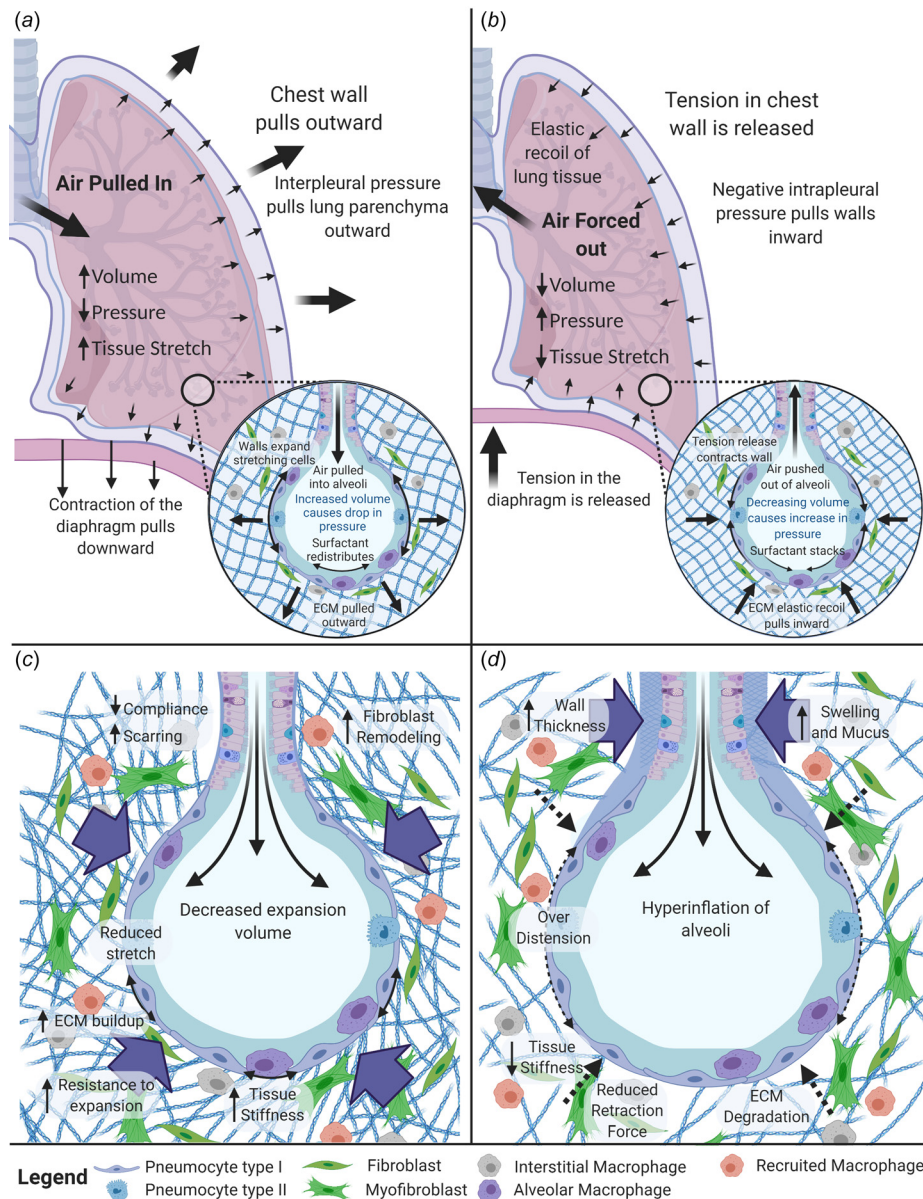 (a)
Chest wall
pulls outward
Air Pulled In
Interpleural pressure
pulls lung parenchyma
outward
↑Volume
↓Pressure
↑Tissue Stretch
Contraction of the
diaphragm pulls
downward
Walls expand
stretching cells
Air pulled
into alveoli
Increased volume
causes drop in
pressure
Surfactant
redistributes
ECM pulled
outward
(b)
Tension in chest
wall is released
Elastic
recoil of
lung tissue
Negative intrapleural
pressure pulls walls
inward
Air Forced
out
↓Volume
↑Pressure
↓Tissue Stretch
Tension in the
diaphragm is released
Tension release
contracts wall
Air pushed
out of alveoli
Decreasing volume
causes increase in
pressure
Surfactant stacks
ECM elastic recoil
pulls inward
(c)
↓Compliance
↑Scarring
↑Fibroblast
Remodeling
Decreased expansion
volume
Reduced
stretch
↑ECM buildup
↑Resistance to
expansion
↑Tissue
Stiffness
(d)
↑Wall
Thickness
↑Swelling
and Mucus
Hyperinflation of
alveoli
Over
Distension
↓Tissue
Stiffness
Reduced
Retraction
Force
ECM
Degradation
Legend
Pneumocyte type I
Fibroblast
Interstitial Macrophage
Recruited Macrophage
Pneumocyte type II
Myofibroblast
Alveolar Macrophage